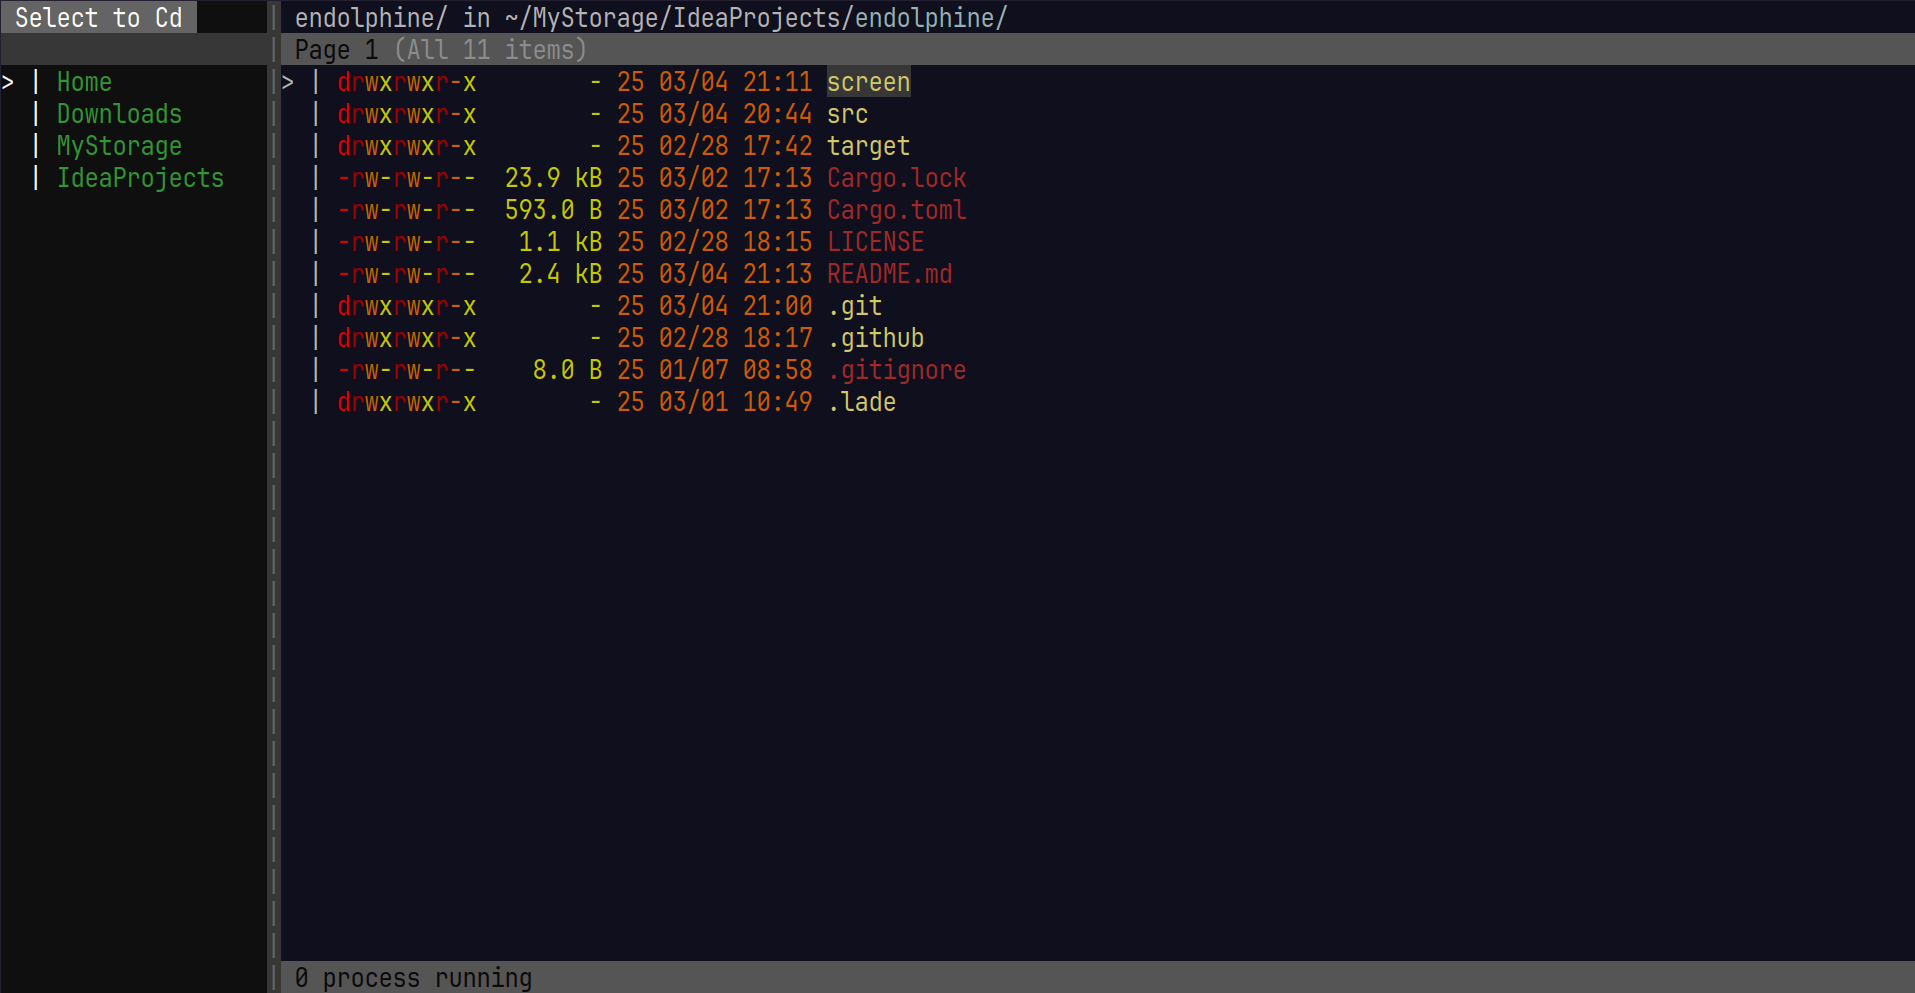 Select to Cd
> | Home
| Downloads
| MyStorage
| IdeaProjects
endolphine/ in ~/MyStorage/IdeaProjects/endolphine/
Page 1 (All 11 items)
> | drwxrwxr-x - 25 03/04 21:11 screen
| drwxrwxr-x - 25 03/04 20:44 src
| drwxrwxr-x - 25 02/28 17:42 target
| -rw-rw-r-- 23.9 kB 25 03/02 17:13 Cargo.lock
| -rw-rw-r-- 593.0 B 25 03/02 17:13 Cargo.toml
| -rw-rw-r-- 1.1 kB 25 02/28 18:15 LICENSE
| -rw-rw-r-- 2.4 kB 25 03/04 21:13 README.md
| drwxrwxr-x - 25 03/04 21:00 .git
| drwxrwxr-x - 25 02/28 18:17 .github
| -rw-rw-r-- 8.0 B 25 01/07 08:58 .gitignore
| drwxrwxr-x - 25 03/01 10:49 .lade
0 process running